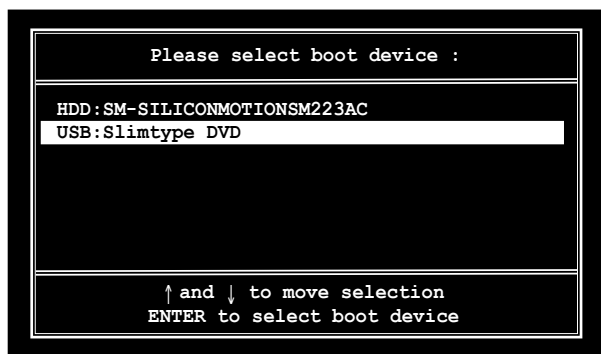 Please select boot device :
HDD:SM-SILICONMOTIONSM223AC
USB:Slimtype DVD
↑ and ↓ to move selection
ENTER to select boot device